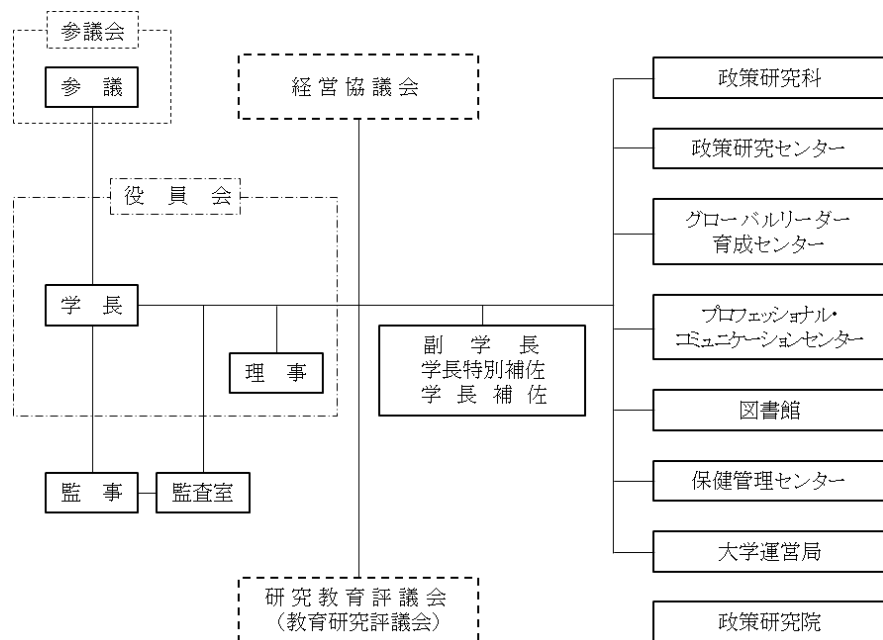 参議会
参議
経営協議会
役員会
学長
理事
副学長
学長特別補佐
学長補佐
監事
監査室
研究教育評議会
（教育研究評議会）
政策研究科
政策研究センター
グローバルリーダー
育成センター
プロフェッショナル・
コミュニケーションセンター
図書館
保健管理センター
大学運営局
政策研究院